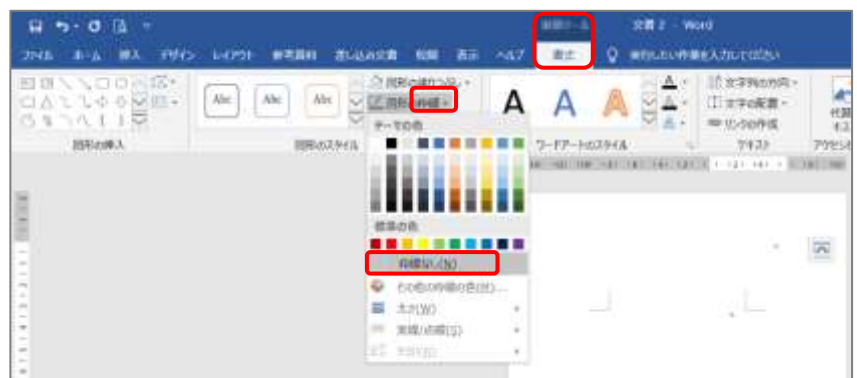 描画ツール 文書 2 - Word
ファイル ホーム 挿入 デザイン レイアウト 参考資料 差し込み文書 校閲 表示 ヘルプ 書式 実行したい作業を入力してください
図形の塗りつぶし
図形の枠線
Abc Abc Abc
A A A
文字列の方向
文字の配置
リンクの作成
図形の挿入 図形のスタイル ワードアートのスタイル テキスト
テーマの色
標準の色
枠線なし(N)
その他の枠線の色(M)...
太さ(W)
実線/点線(S)